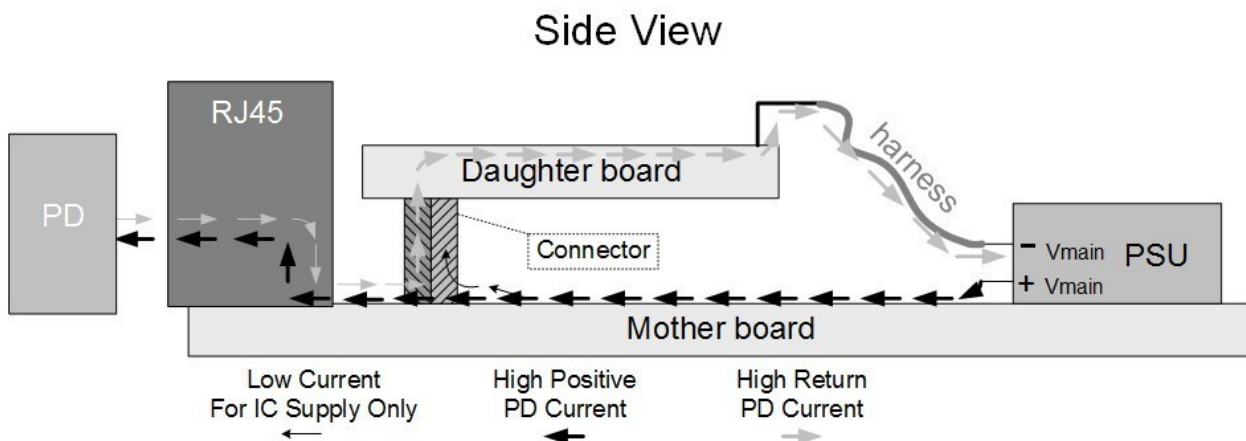 Side View
RJ45
PD
Daughter board
harness
Connector
− Vmain
PSU
+ Vmain
Mother board
Low Current
For IC Supply Only
High Positive
PD Current
High Return
PD Current